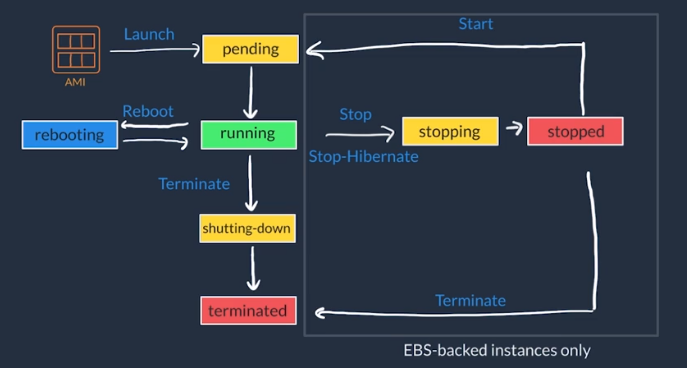 Launch
AMI
pending
Start
Reboot
rebooting
running
Stop
Stop-Hibernate
stopping
stopped
Terminate
shutting-down
terminated
Terminate
EBS-backed instances only